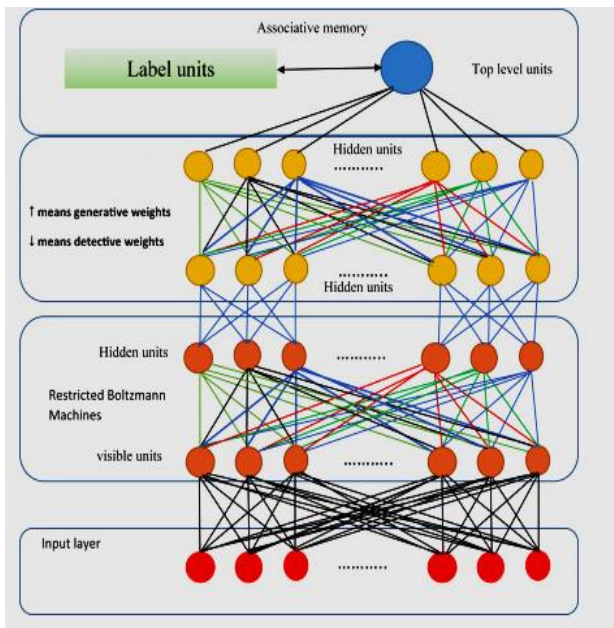 Associative memory
Label units
Top level units
Hidden units
............
↑ means generative weights
↓ means detective weights
............
Hidden units
Hidden units
............
Restricted Boltzmann
Machines
visible units
............
Input layer
............